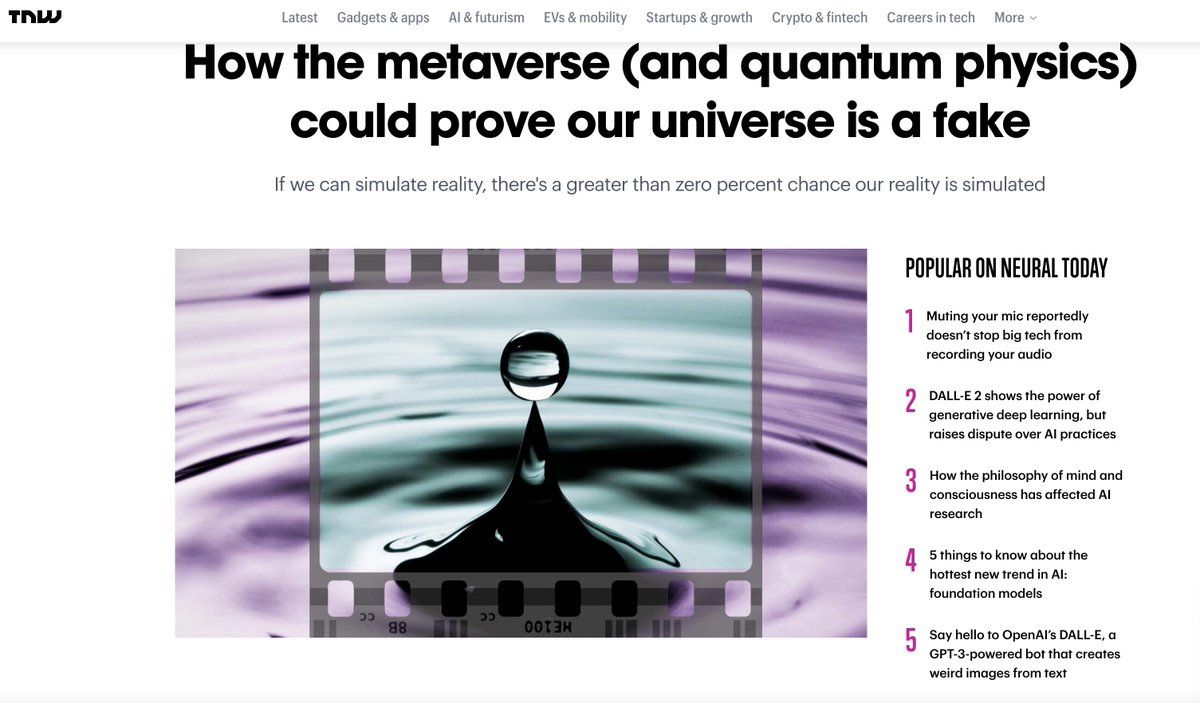 TNW
Latest Gadgets & apps AI & futurism EVs & mobility Startups & growth Crypto & fintech Careers in tech More
How the metaverse (and quantum physics)
could prove our universe is a fake
If we can simulate reality, there's a greater than zero percent chance our reality is simulated
CC 8B CC HE100
POPULAR ON NEURAL TODAY
1 Muting your mic reportedly
doesn't stop big tech from
recording your audio
2 DALL-E 2 shows the power of
generative deep learning, but
raises dispute over AI practices
3 How the philosophy of mind and
consciousness has affected AI
research
4 5 things to know about the
hottest new trend in AI:
foundation models
5 Say hello to OpenAI's DALL-E, a
GPT-3-powered bot that creates
weird images from text